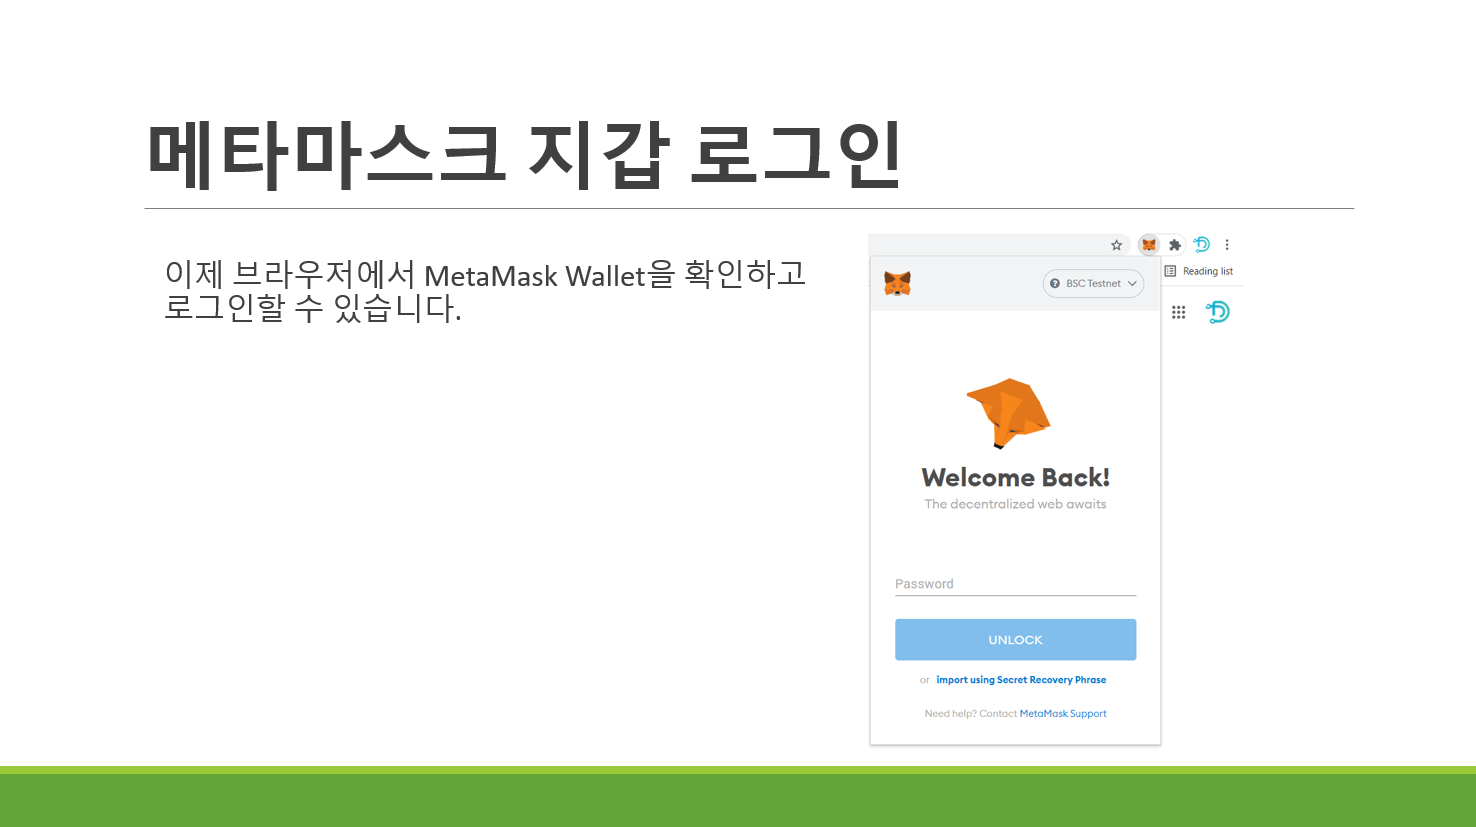 메타마스크 지갑 로그인
이제 브라우저에서 MetaMask Wallet을 확인하고
로그인할 수 있습니다.
Reading list
BSC Testnet
Welcome Back!
The decentralized web awaits
Password
UNLOCK
or import using Secret Recovery Phrase
Need help? Contact MetaMask Support